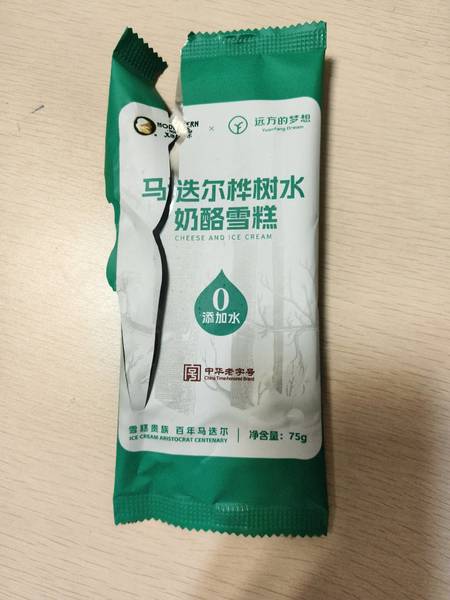 远方的梦想
Yuanfang Dream
马迭尔桦树水
奶酪雪糕
CHEESE AND ICE CREAM
0
添加水
中华老字号
China Time-honored Brand
雪糕贵族 百年马迭尔
ICE CREAM ARISTOCRAT CENTENARY
净含量：75g